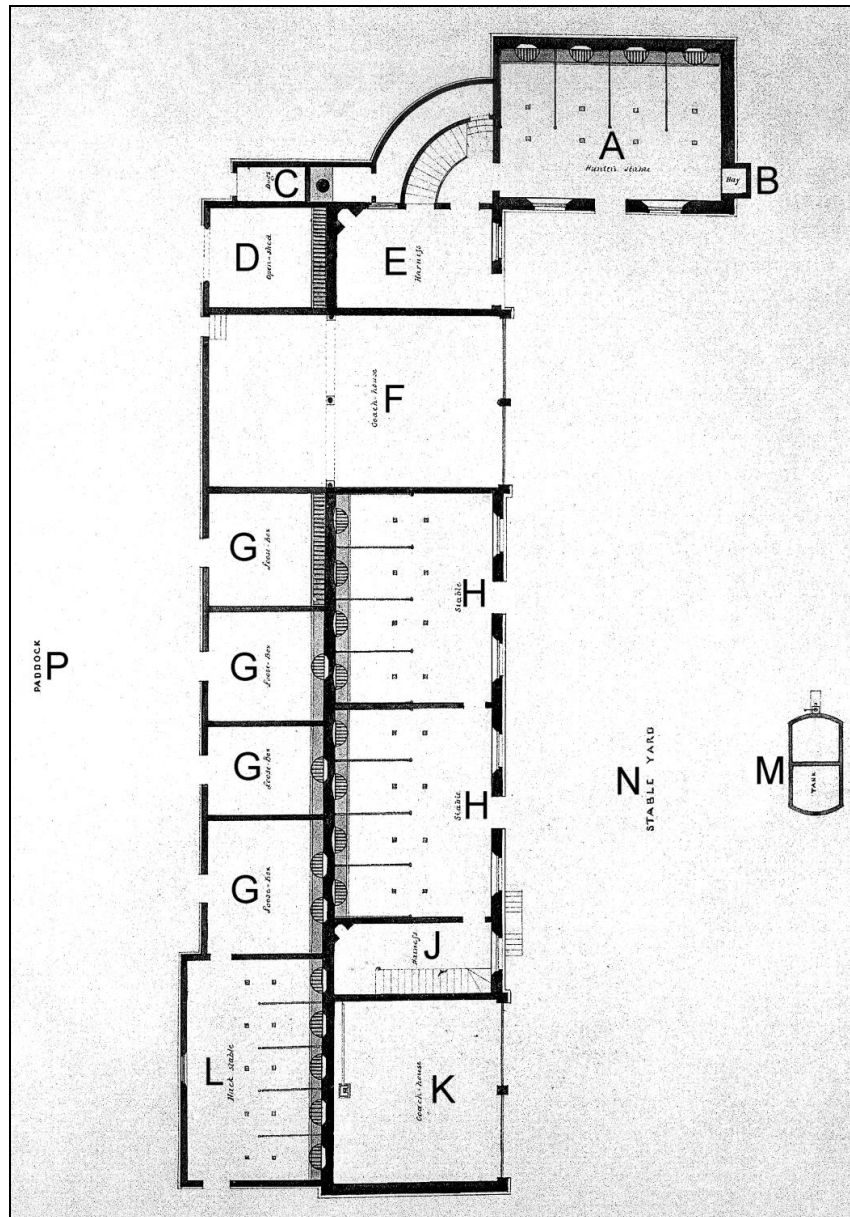 A
Hunter stable
Hay
B
C
D
Open-shed
E
Harness
F
Coach-house
G
Loose-Box
H
Stable
G
Loose-Box
P
PADDOCK
G
Loose-Box
H
Stable
N
STABLE YARD
M
TANK
G
Loose-Box
J
Harness
L
Hack stable
K
Coach-house